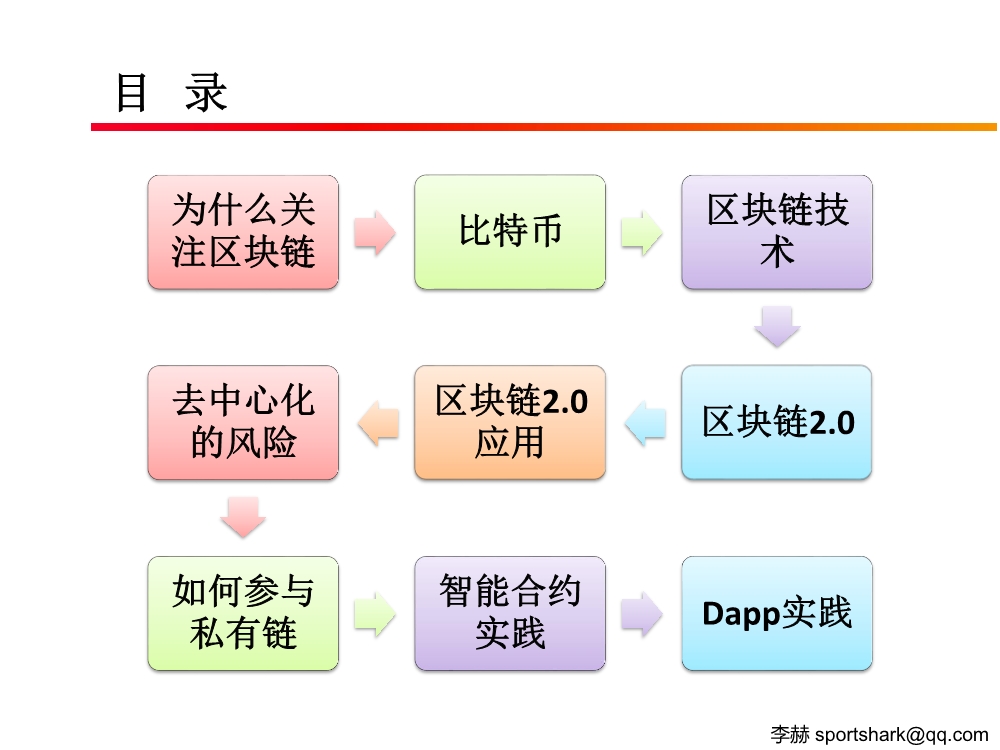 目 录
为什么关
注区块链
比特币
区块链技
术
区块链2.0
区块链2.0
应用
去中心化
的风险
如何参与
私有链
智能合约
实践
Dapp实践
李赫 sportshark@qq.com